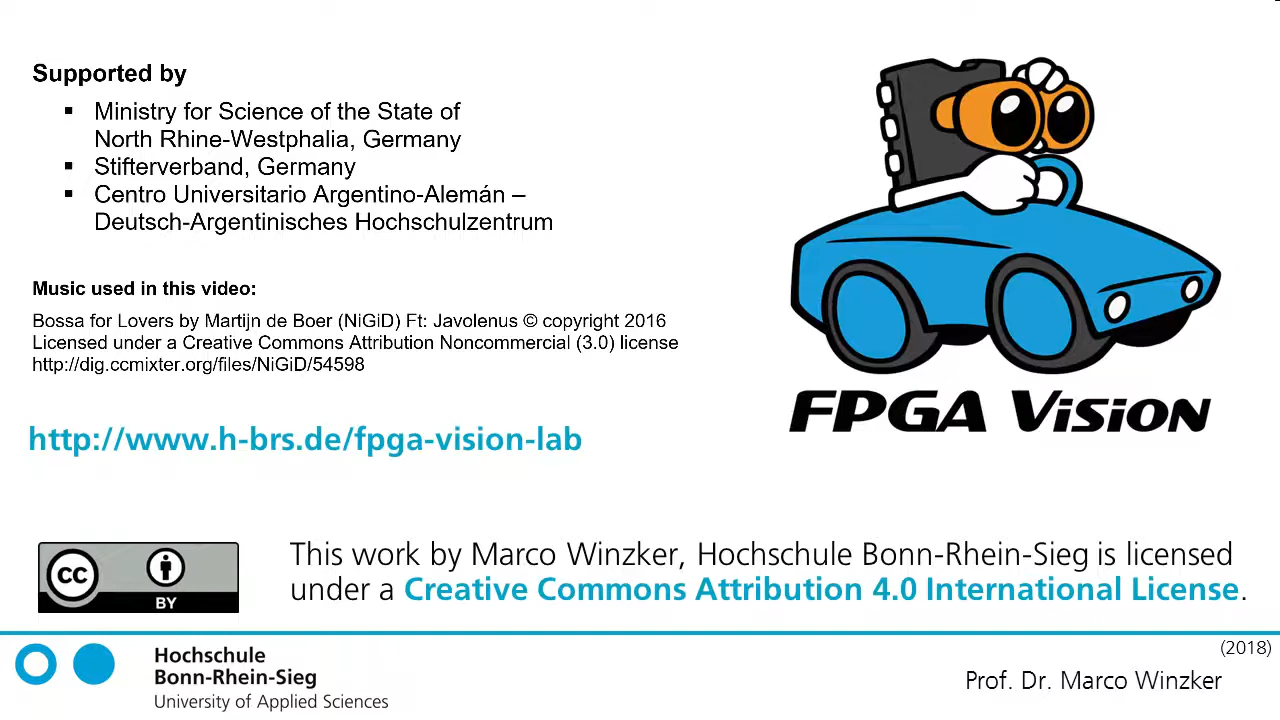 Supported by
▪ Ministry for Science of the State of
North Rhine-Westphalia, Germany
▪ Stifterverband, Germany
▪ Centro Universitario Argentino-Alemán –
Deutsch-Argentinisches Hochschulzentrum
Music used in this video:
Bossa for Lovers by Martijn de Boer (NiGiD) Ft: Javolenus © copyright 2016
Licensed under a Creative Commons Attribution Noncommercial (3.0) license
http://dig.ccmixter.org/files/NiGiD/54598
http://www.h-brs.de/fpga-vision-lab
FPGA Vision
cc
BY
This work by Marco Winzker, Hochschule Bonn-Rhein-Sieg is licensed
under a Creative Commons Attribution 4.0 International License.
Hochschule
Bonn-Rhein-Sieg
University of Applied Sciences
(2018)
Prof. Dr. Marco Winzker